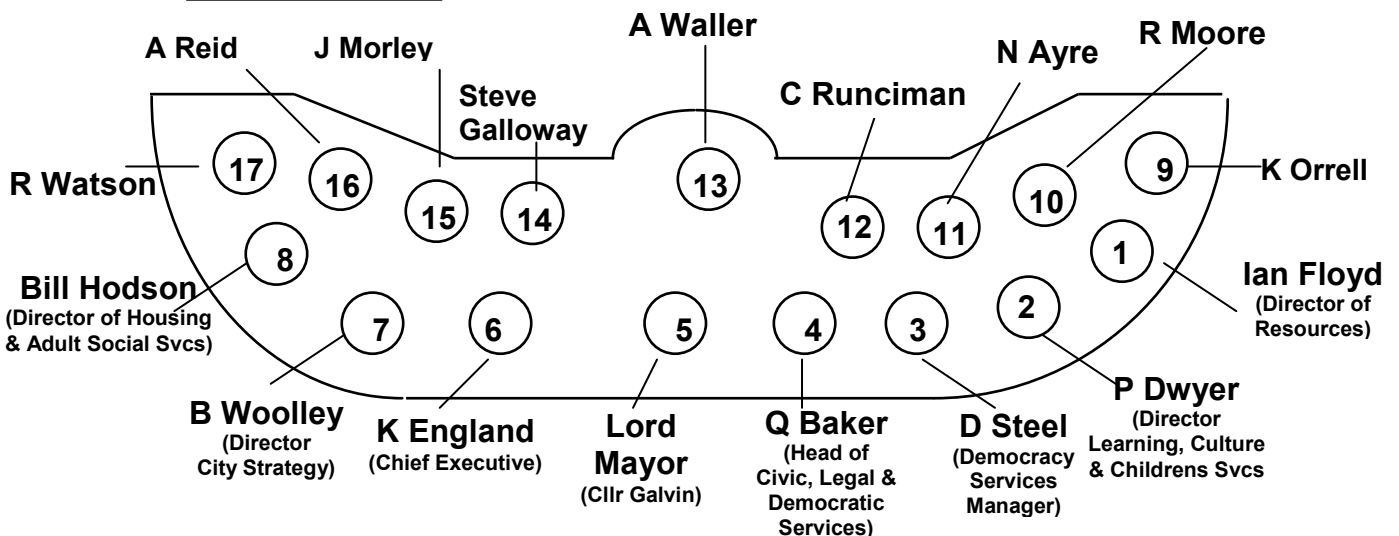 A Waller
R Moore
A Reid
J Morley
N Ayre
Steve
Galloway
C Runciman
17
16
15
14
13
12
11
10
9
R Watson
K Orrell
8
1
Bill Hodson
(Director of Housing
& Adult Social Svcs)
Ian Floyd
(Director of
Resources)
7
6
5
4
3
2
B Woolley
(Director
City Strategy)
K England
(Chief Executive)
Lord
Mayor
(Cllr Galvin)
Q Baker
(Head of
Civic, Legal &
Democratic
Services)
D Steel
(Democracy
Services
Manager)
P Dwyer
(Director
Learning, Culture
& Childrens Svcs